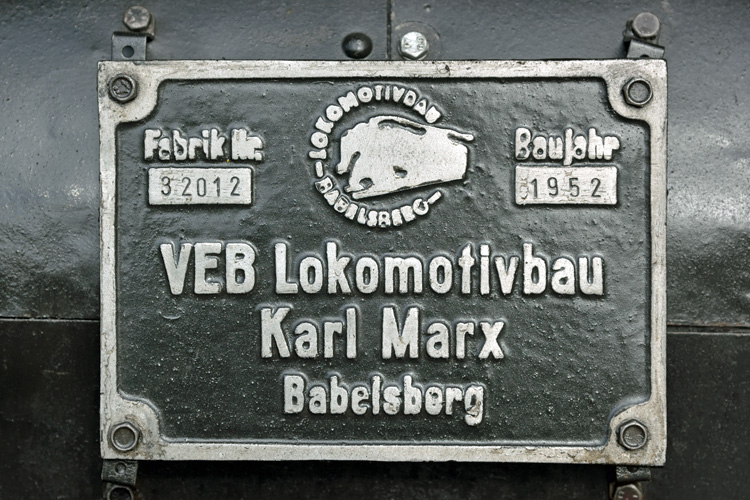 LOKOMOTIVBAU
BABELSBERG
Fabrik Nr.
32012
Baujahr
1952
VEB Lokomotivbau
Karl Marx
Babelsberg